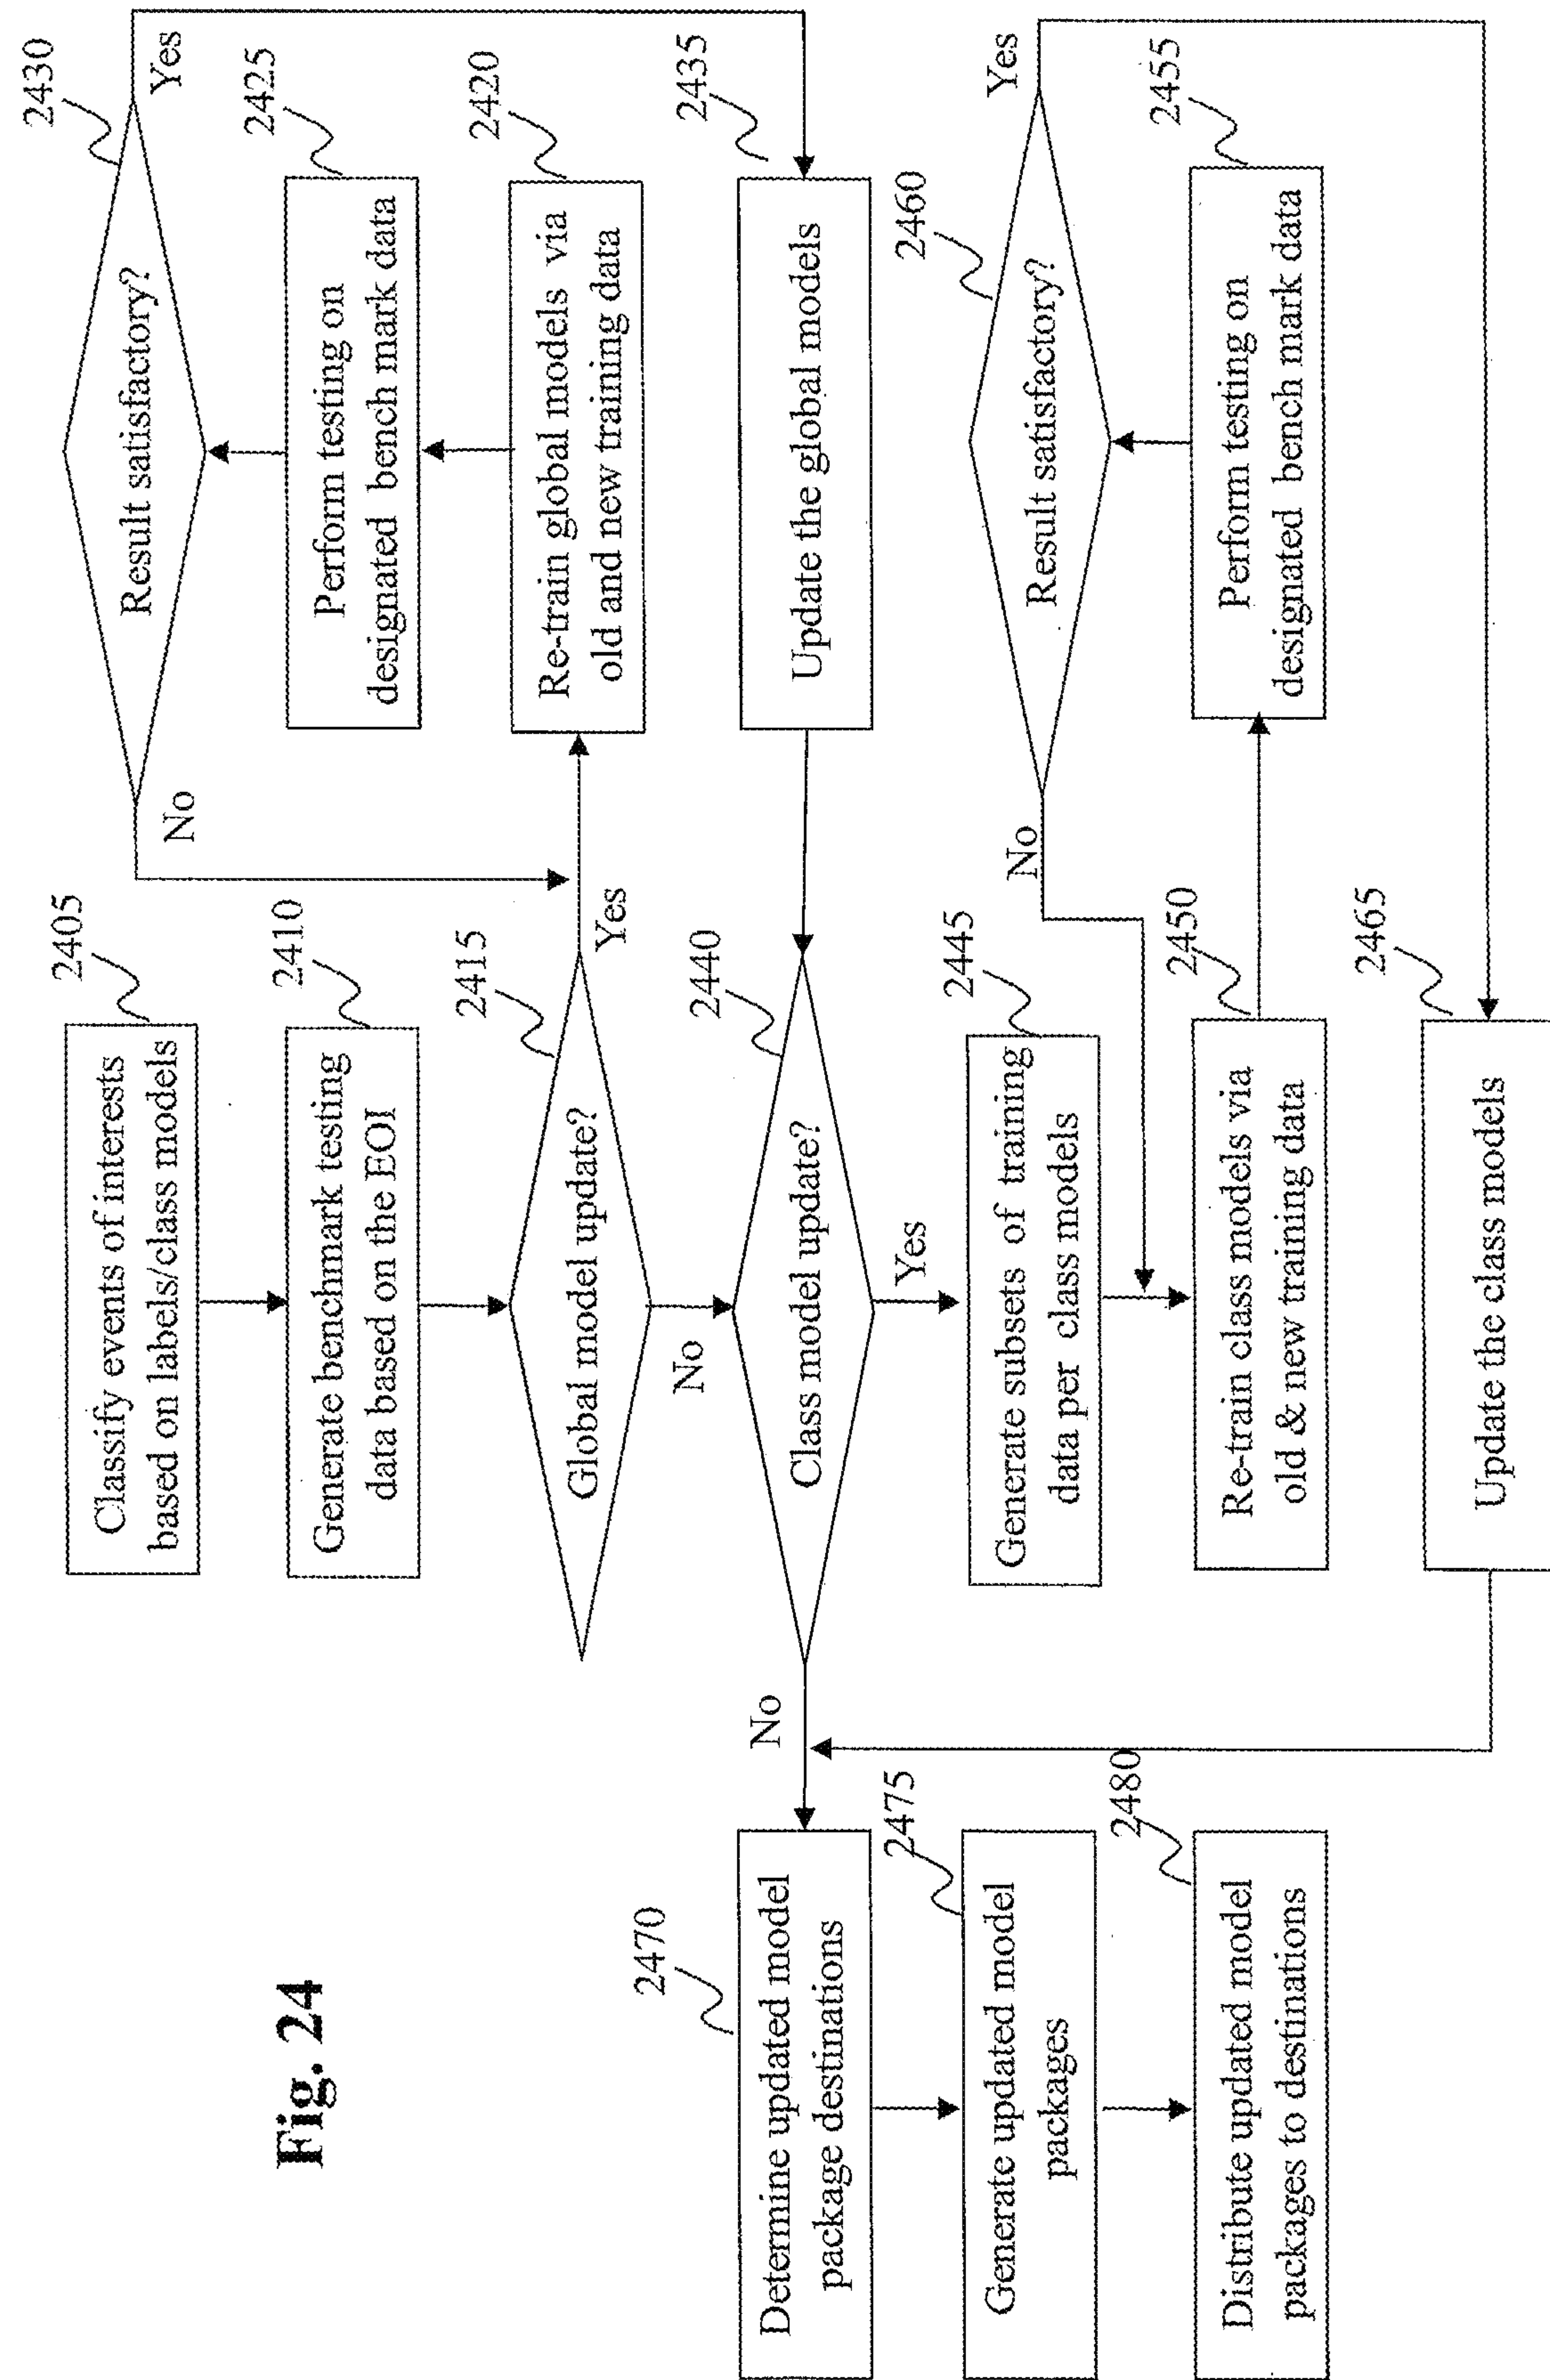 Fig. 24
2405
Classify events of interests
based on labels/class models
2410
Generate benchmark testing
data based on the EOI
2415
Global model update?
Yes
No
2420
Re-train global models via
old and new training data
2425
Perfom testing on
designated bench mark data
2430
Result satisfactory?
Yes
No
2435
Update the global models
2440
Class model update?
Yes
No
2445
Generate subsets of training
data per class models
2450
Re-train class models via
old & new training data
2455
Perfom testing on
designated bench mark data
2460
Result satisfactory?
Yes
No
2465
Update the class models
2470
Determine updated model
package destinations
2475
Generate updated model
packages
2480
Distribute updated model
packages to destinations